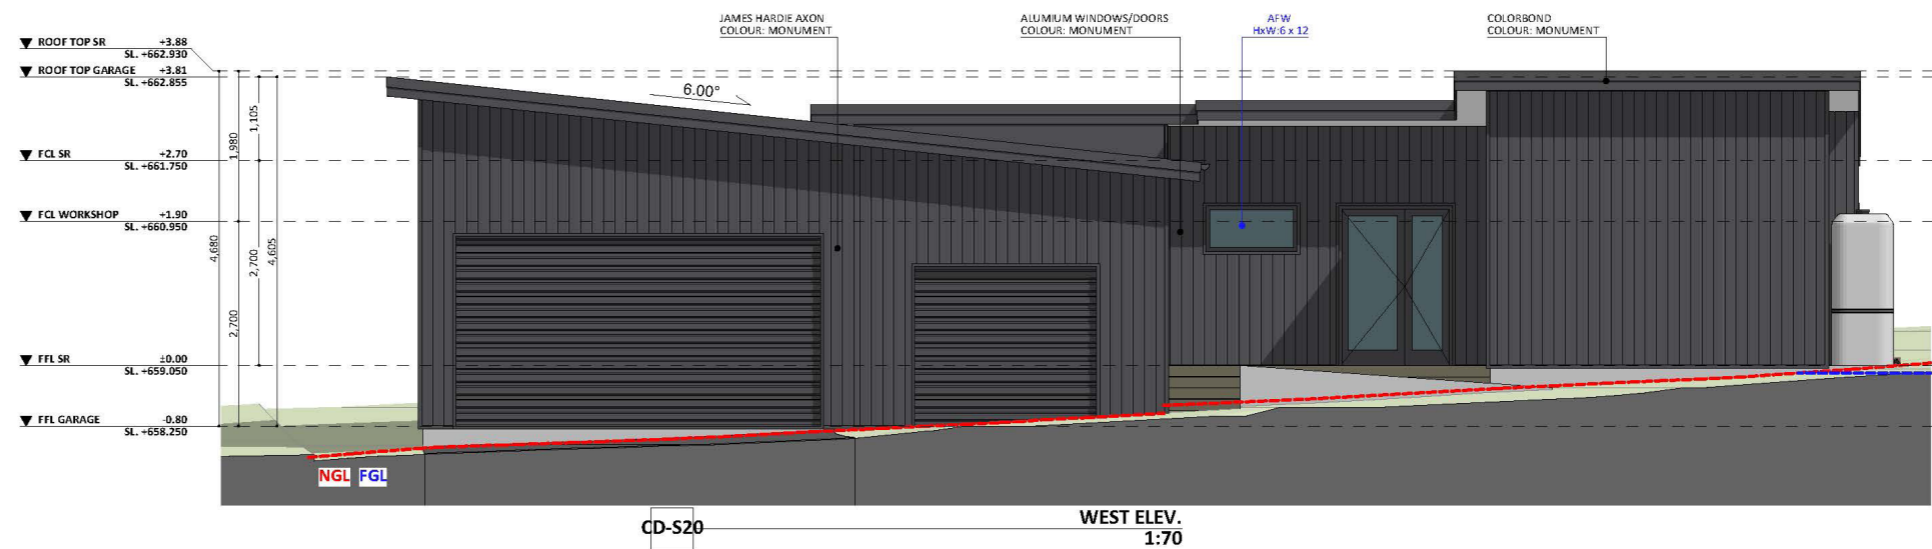 JAMES HARDIE AXON
COLOUR: MONUMENT
ALUMIUM WINDOWS/DOORS
COLOUR: MONUMENT
AFW
HxW:6 x 12
COLORBOND
COLOUR: MONUMENT
ROOF TOP SR +3.88
SL. +662.930
ROOF TOP GARAGE +3.81
SL. +662.855
6.00°
1,105
1,980
FCL SR +2.70
SL. +661.750
FCL WORKSHOP +1.90
SL. +660.950
4,680
2,700
4,605
2,700
FFL SR ±0.00
SL. +659.050
FFL GARAGE -0.80
SL. +658.250
NGL FGL
CD-S20
WEST ELEV.
1:70